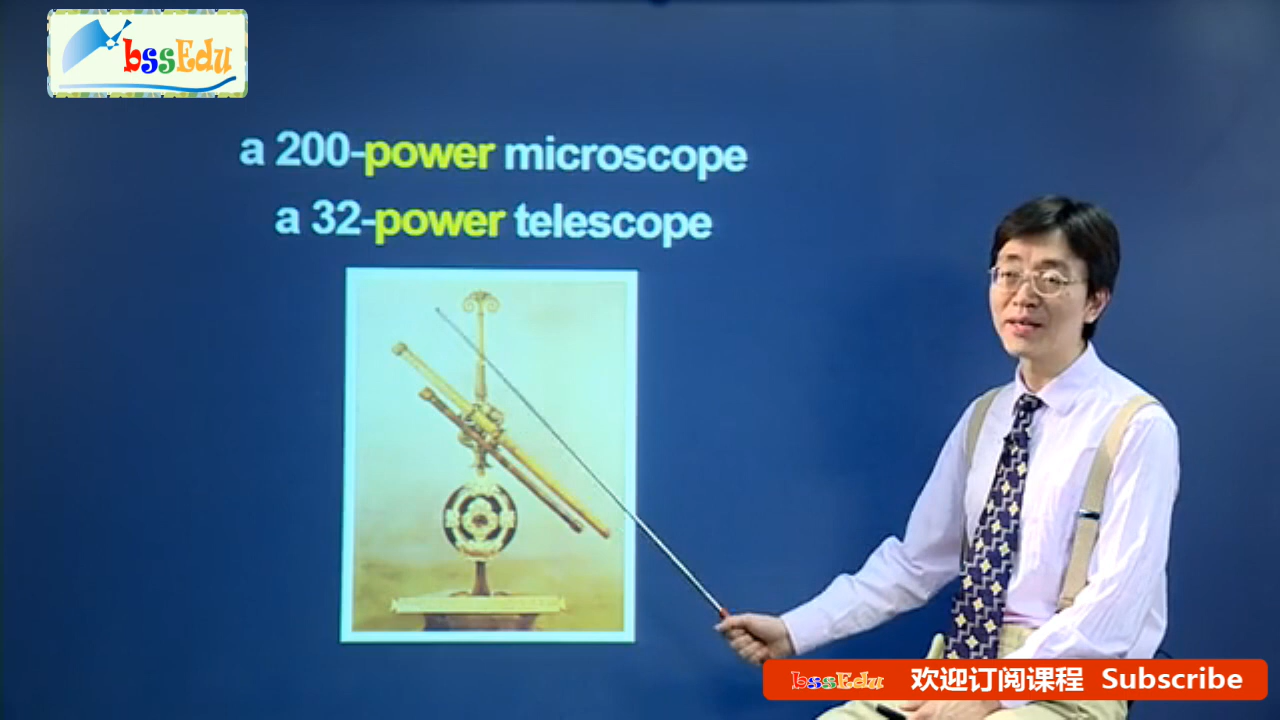 bssEdu
a 200-power microscope
a 32-power telescope
bssEdu 欢迎订阅课程 Subscribe